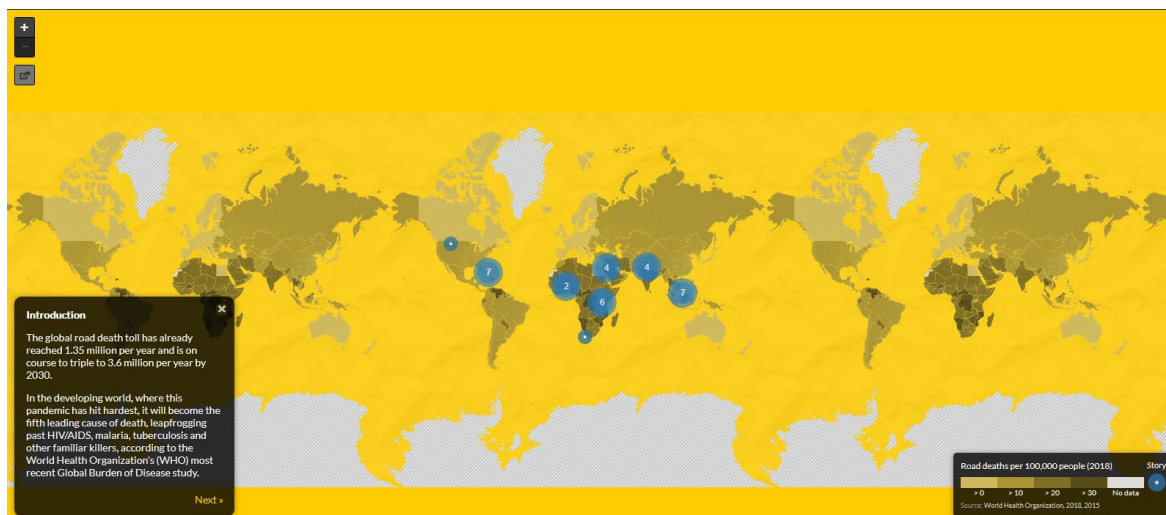 +
−
7
4
4
2
6
7
Introduction
×
The global road death toll has already
reached 1.35 million per year and is on
course to triple to 3.6 million per year by
2030.
In the developing world, where this
pandemic has hit hardest, it will become the
fifth leading cause of death, leapfrogging
past HIV/AIDS, malaria, tuberculosis and
other familiar killers, according to the
World Health Organization's (WHO) most
recent Global Burden of Disease study.
Next »
Road deaths per 100,000 people (2018)
Story
> 0 > 10 > 20 > 30 No data
Source: World Health Organization, 2018, 2015